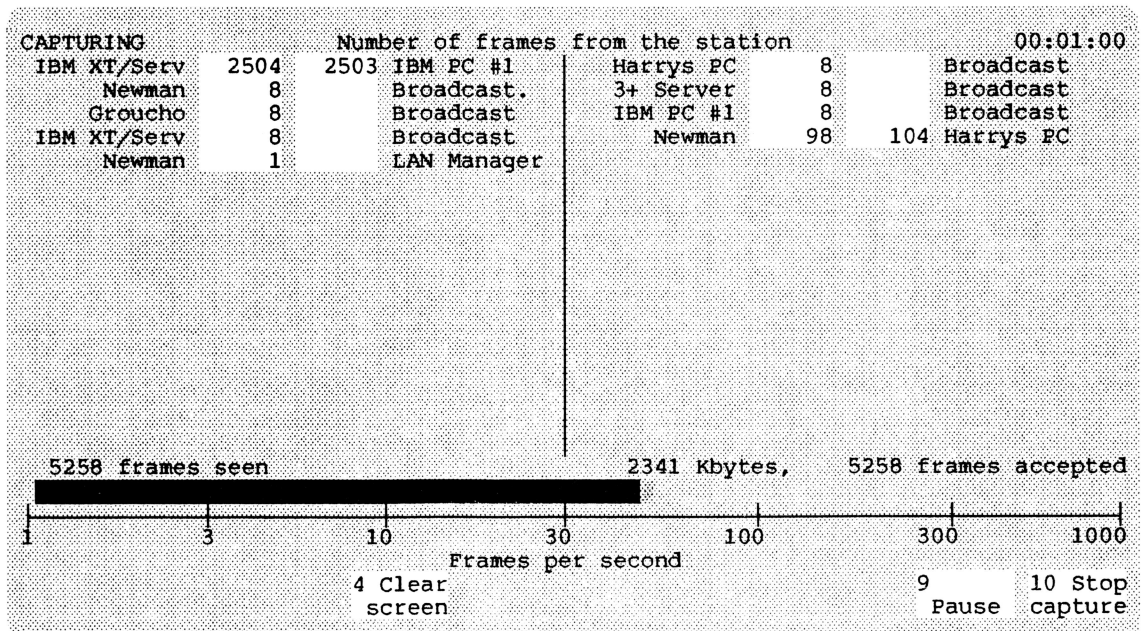 CAPTURING Number of frames from the station 00:01:00
IBM XT/Serv 2504 2503 IBM PC #1 Harrys PC 8 Broadcast
Newman 8 Broadcast. 3+ Server 8 Broadcast
Groucho 8 Broadcast IBM PC #1 8 Broadcast
IBM XT/Serv 8 Broadcast Newman 98 104 Harrys PC
Newman 1 LAN Manager
5258 frames seen 2341 Kbytes, 5258 frames accepted
1 3 10 30 100 300 1000
Frames per second
4 Clear 9 10 Stop
screen Pause capture